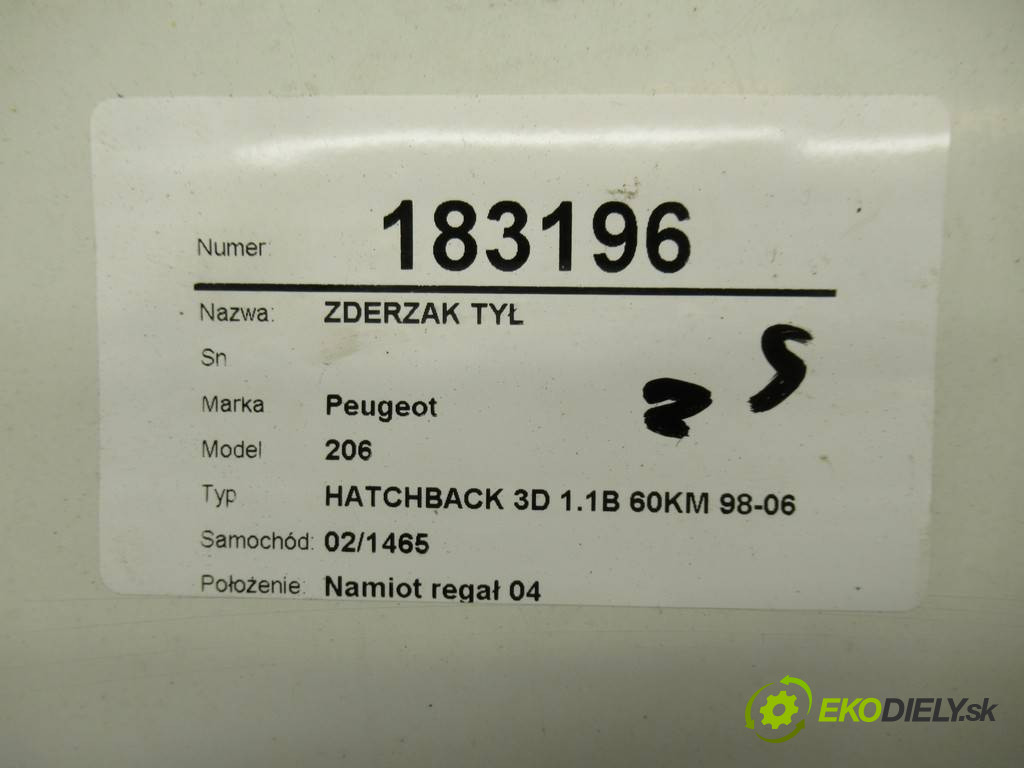 Numer: 183196
Nazwa: ZDERZAK TYŁ
Sn
Marka Peugeot
Model 206
Typ HATCHBACK 3D 1.1B 60KM 98-06
Samochód: 02/1465
Położenie: Namiot regał 04
EKODIELY.sk